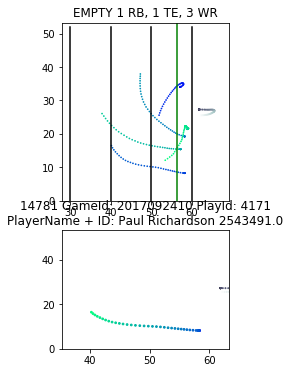 EMPTY 1 RB, 1 TE, 3 WR
50
40
30
20
10
0
30 40 50 60
14781 GameId: 2017092410 PlayId: 4171
PlayerName + ID: Paul Richardson 2543491.0
40
20
0
40 50 60